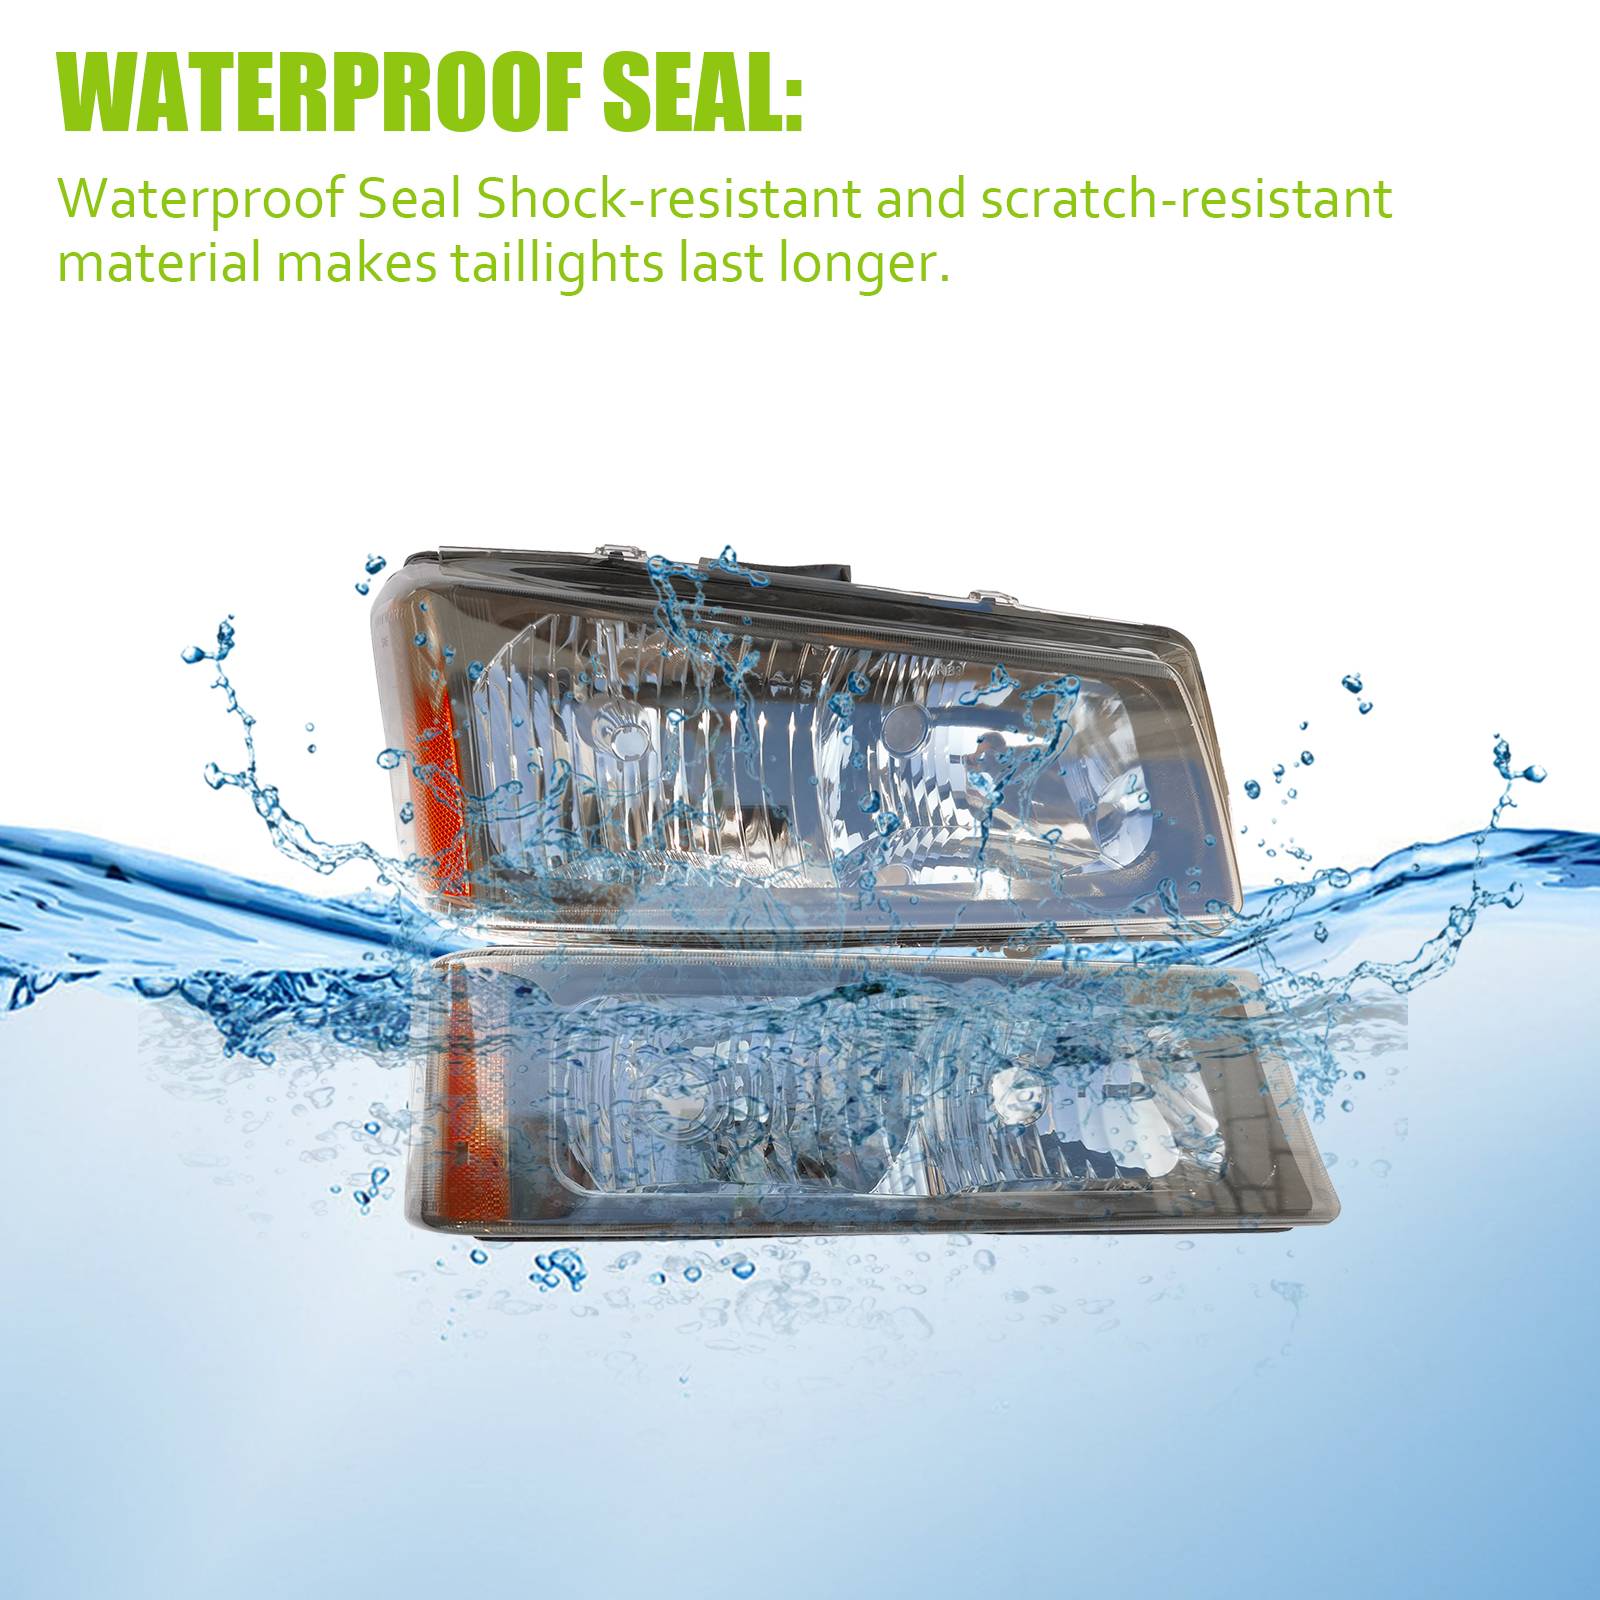 WATERPROOF SEAL:
Waterproof Seal Shock-resistant and scratch-resistant
material makes taillights last longer.